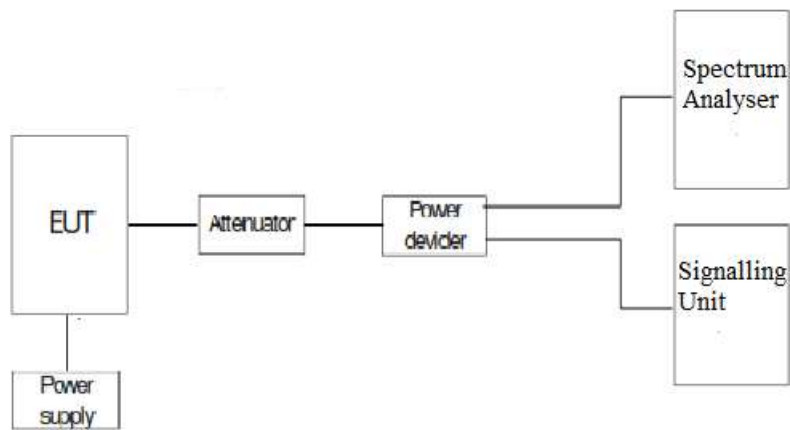 Spectrum
Analyser
EUT
Attenuator
Power
devider
Signalling
Unit
Power
supply